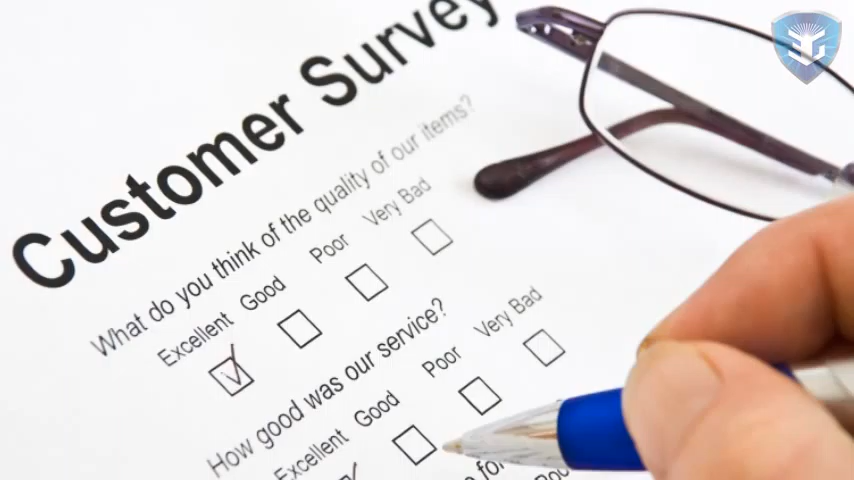 Customer Survey
What do you think of the quality of our items?
Excellent Good Poor Very Bad
How good was our service?
Excellent Good Poor Very Bad